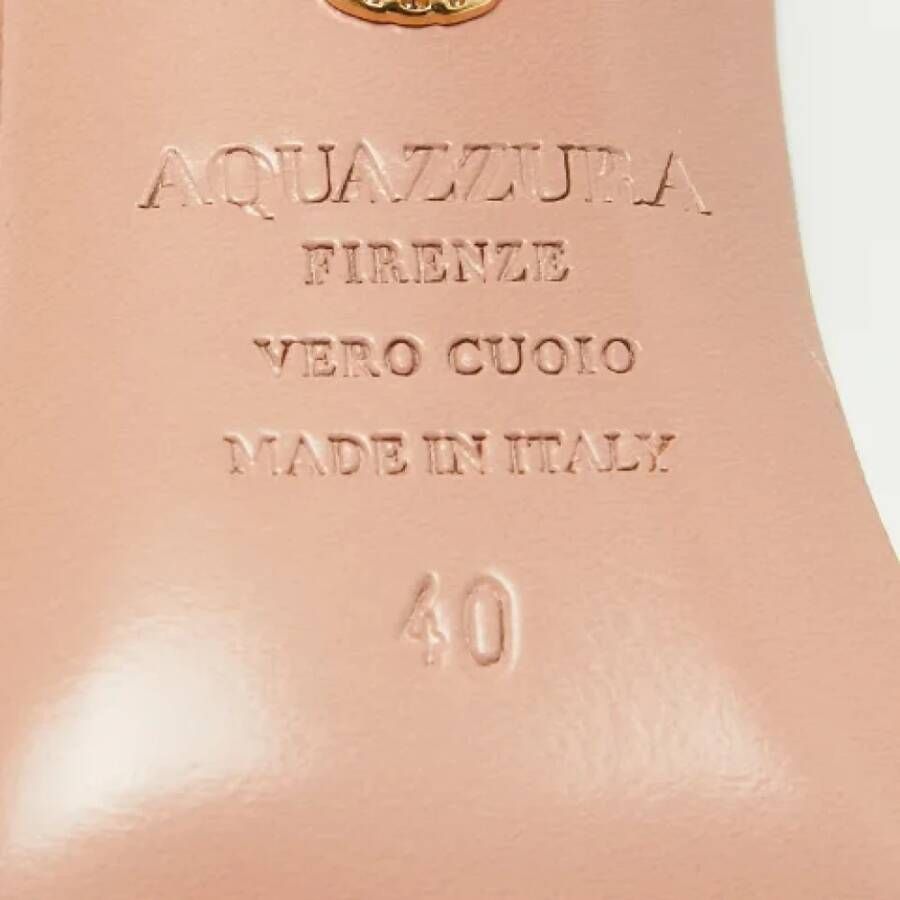 AQUAZZURA
FIRENZE
VERO CUOIO
MADE IN ITALY
40